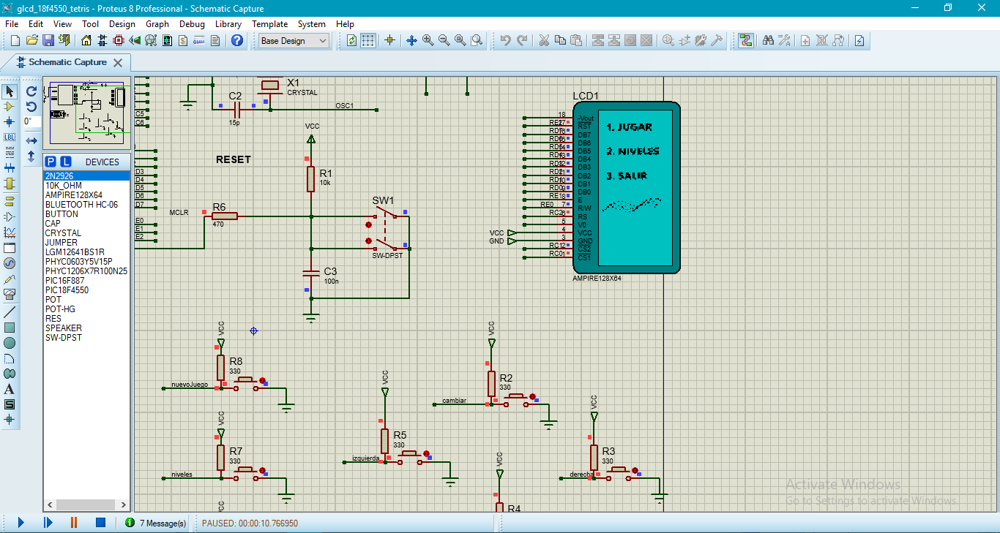 glcd_18f4550_tetris - Proteus 8 Professional - Schematic Capture
File Edit View Tool Design Graph Debug Library Template System Help
Base Design
Schematic Capture
0°
P L DEVICES
2N2926
10K_OHM
AMPIRE128X64
BLUETOOTH HC-06
BUTTON
CAP
CRYSTAL
JUMPER
LGM12641BS1R
PHYC0603Y5V15P
PHYC1206X7R100N25
PIC16F887
PIC18F4550
POT
POT-HG
RES
SPEAKER
SW-DPST
C5
C6
D3
D4
D5
D6
D7
E0
E1
E2
C2
15p
X1
CRYSTAL
OSC1
VCC
RESET
R1
10k
MCLR
R6
470
SW1
SW-DPST
C3
100n
LCD1
18 -Vout
RE2 17 RST
RD7 16 DB7
RD6 15 DB6
RD5 14 DB5
RD4 13 DB4
RD3 12 DB3
RD2 11 DB2
RD1 10 DB1
RD0 9 DB0
RE1 8 E
RE0 7 R/W
RC2 6 RS
5 V0
VCC 4 VCC
GND 3 GND
RC1 2 CS2
RC0 1 CS1
AMPIRE128X64
1. JUGAR
2. NIVELES
3. SALIR
VCC
R8
330
nuevoJuego
VCC
R7
330
niveles
VCC
VCC
R5
330
izquierda
VCC
R2
330
cambiar
VCC
R4
VCC
R3
330
derecha
Activate Windows
Go to Settings to activate Windows.
7 Message(s)
PAUSED: 00:00:10.766950